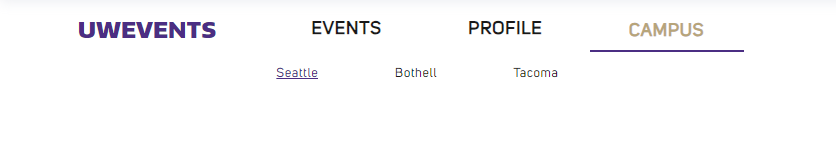 UWEVENTS EVENTS PROFILE CAMPUS
Seattle Bothell Tacoma